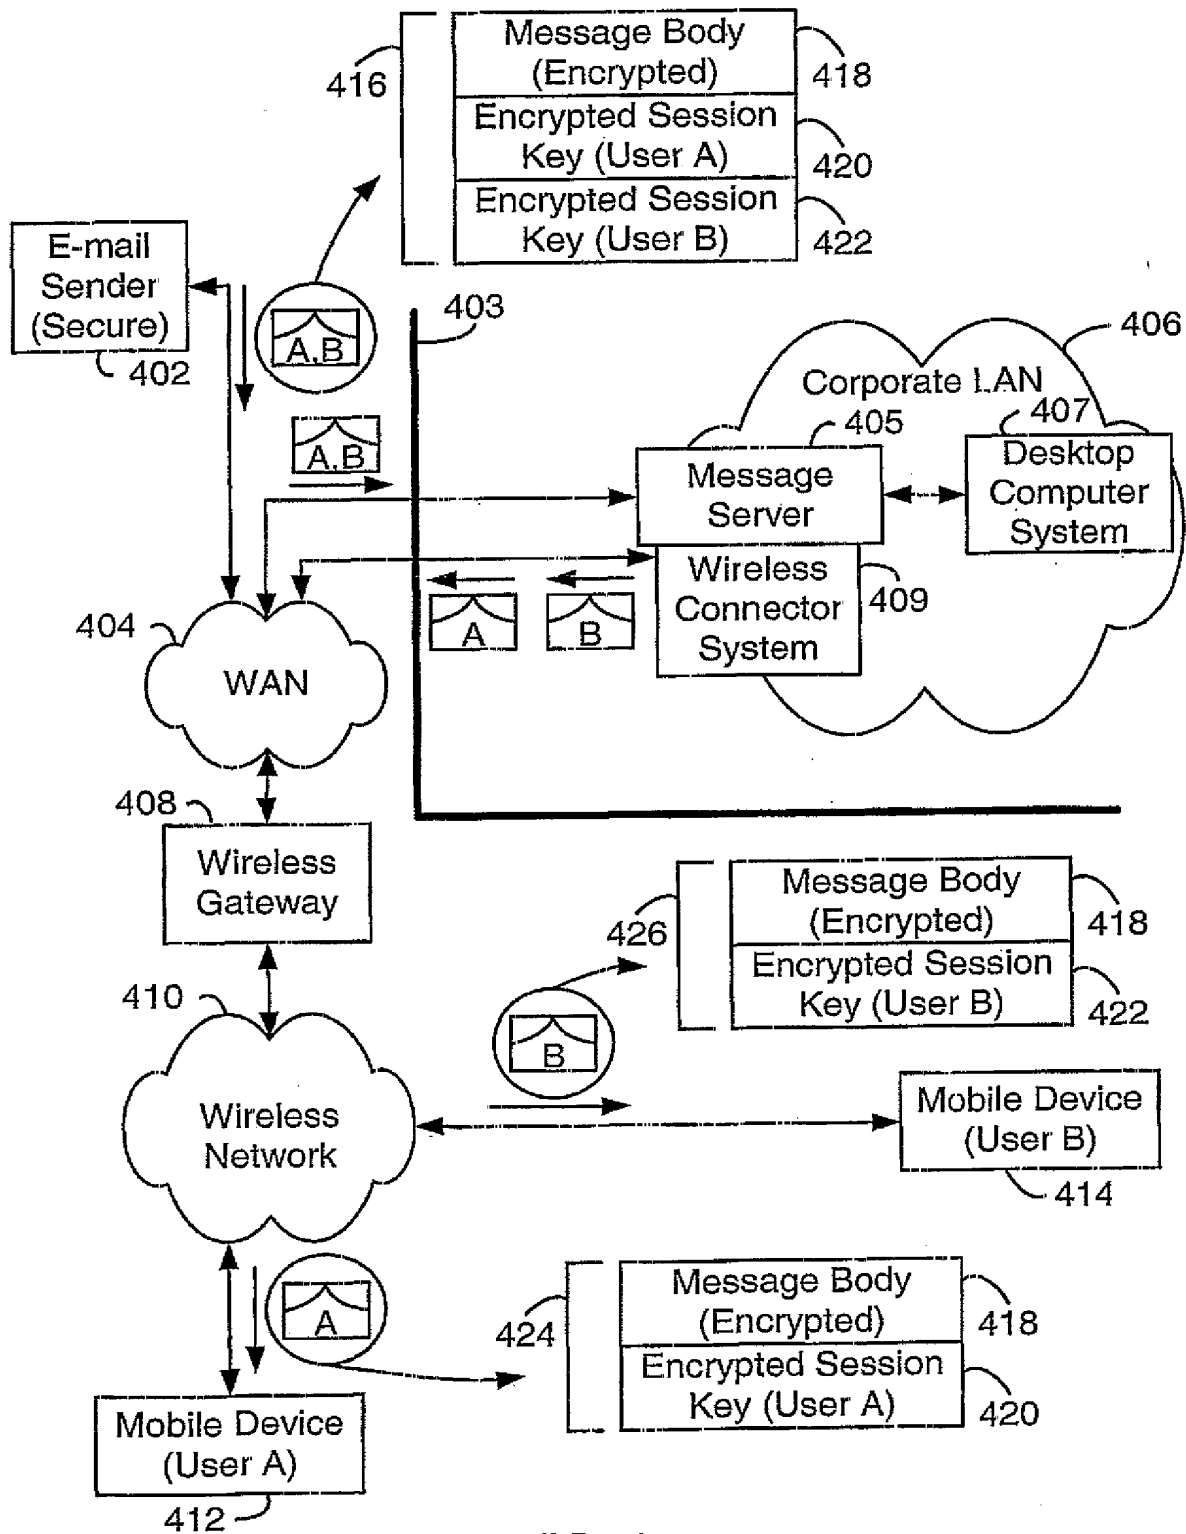 Message Body
(Encrypted)
416
418
Encrypted Session
Key (User A)
420
Encrypted Session
Key (User B)
422
E-mail
Sender
(Secure)
402
A,B
403
406
Corporate LAN
A,B
405
407
Message
Server
Desktop
Computer
System
Wireless
Connector
System
409
A
B
404
WAN
408
Wireless
Gateway
426
Message Body
(Encrypted)
418
Encrypted Session
Key (User B)
422
410
B
Wireless
Network
Mobile Device
(User B)
414
A
424
Message Body
(Encrypted)
418
Encrypted Session
Key (User A)
420
Mobile Device
(User A)
412